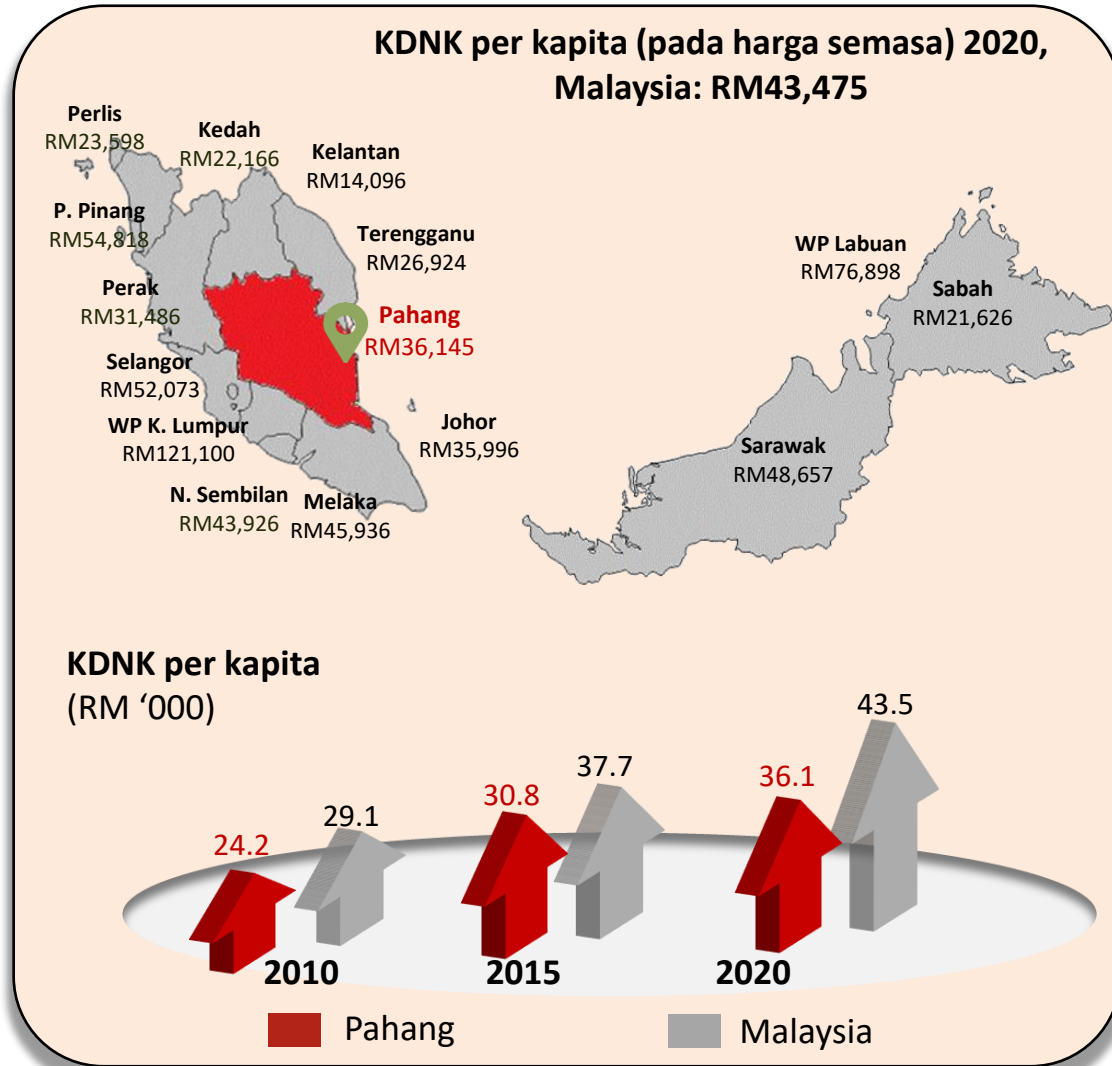 KDNK per kapita (pada harga semasa) 2020,
Malaysia: RM43,475
Perlis
RM23,598
Kedah
RM22,166
Kelantan
RM14,096
P. Pinang
RM54,818
Terengganu
RM26,924
Perak
RM31,486
Pahang
RM36,145
Selangor
RM52,073
WP K. Lumpur
RM121,100
Johor
RM35,996
N. Sembilan
RM43,926
Melaka
RM45,936
WP Labuan
RM76,898
Sabah
RM21,626
Sarawak
RM48,657
KDNK per kapita
(RM ‘000)
24.2
29.1
30.8
37.7
36.1
43.5
2010
2015
2020
Pahang
Malaysia